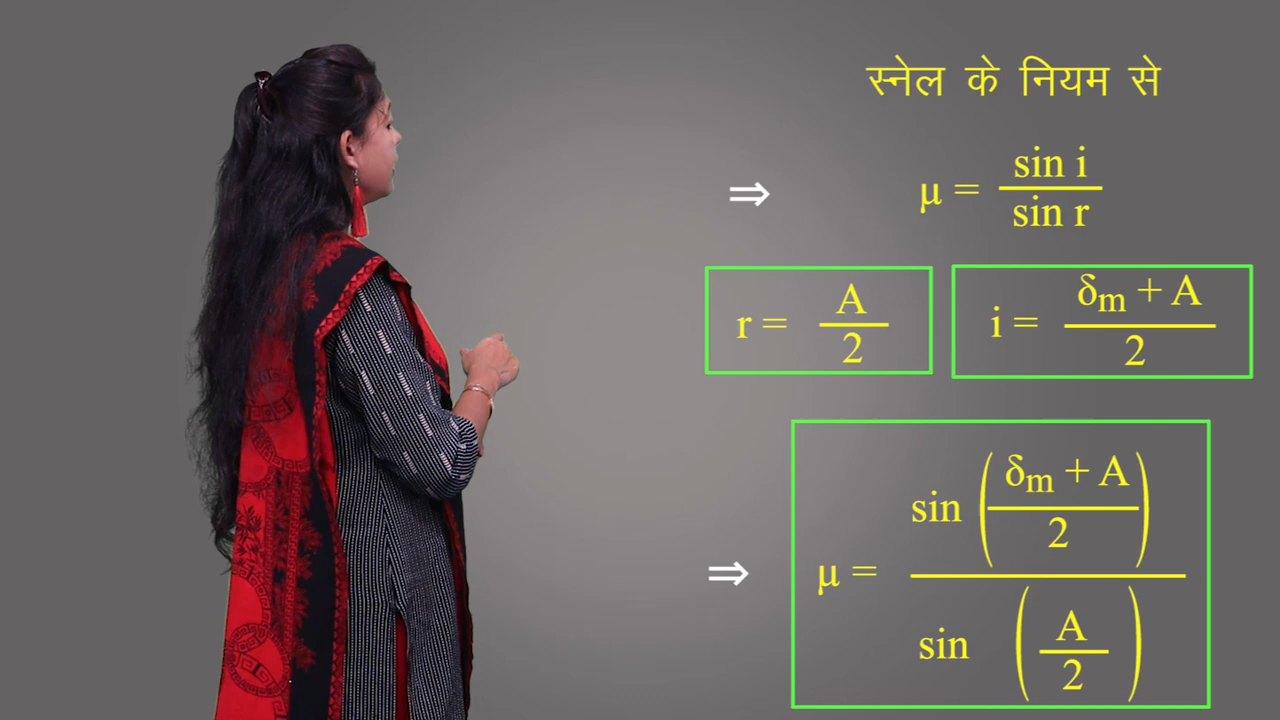 स्नेल के नियम से
⇒ μ = sin i / sin r
r = A / 2
i = δm + A / 2
⇒ μ = sin (δm + A / 2) / sin (A / 2)